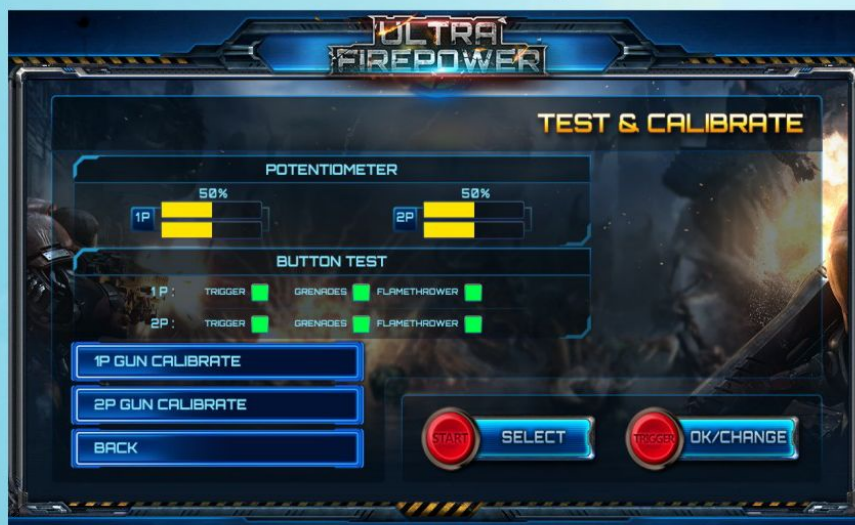 ULTRA
FIREPOWER
TEST & CALIBRATE
POTENTIOMETER
50% 50%
1P 2P
BUTTON TEST
1P: TRIGGER GRENADES FLAMETHROWER
2P: TRIGGER GRENADES FLAMETHROWER
1P GUN CALIBRATE
2P GUN CALIBRATE
BACK
START SELECT TRIGGER OK/CHANGE